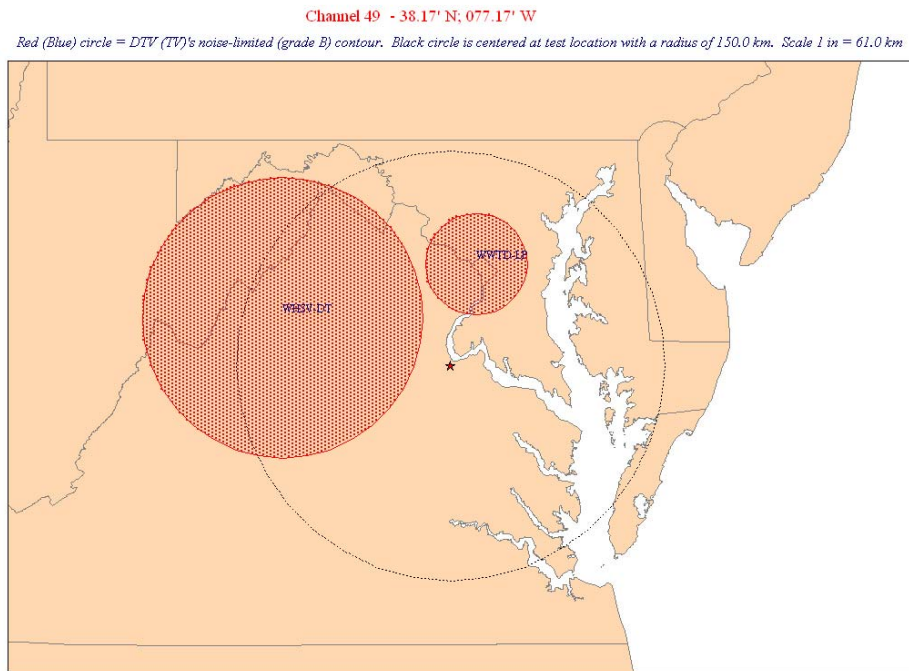 Channel 49 - 38.17' N; 077.17' W
Red (Blue) circle = DTV (TV)'s noise-limited (grade B) contour. Black circle is centered at test location with a radius of 150.0 km. Scale 1 in = 61.0 km
WWTD-LP
WHSV-DT